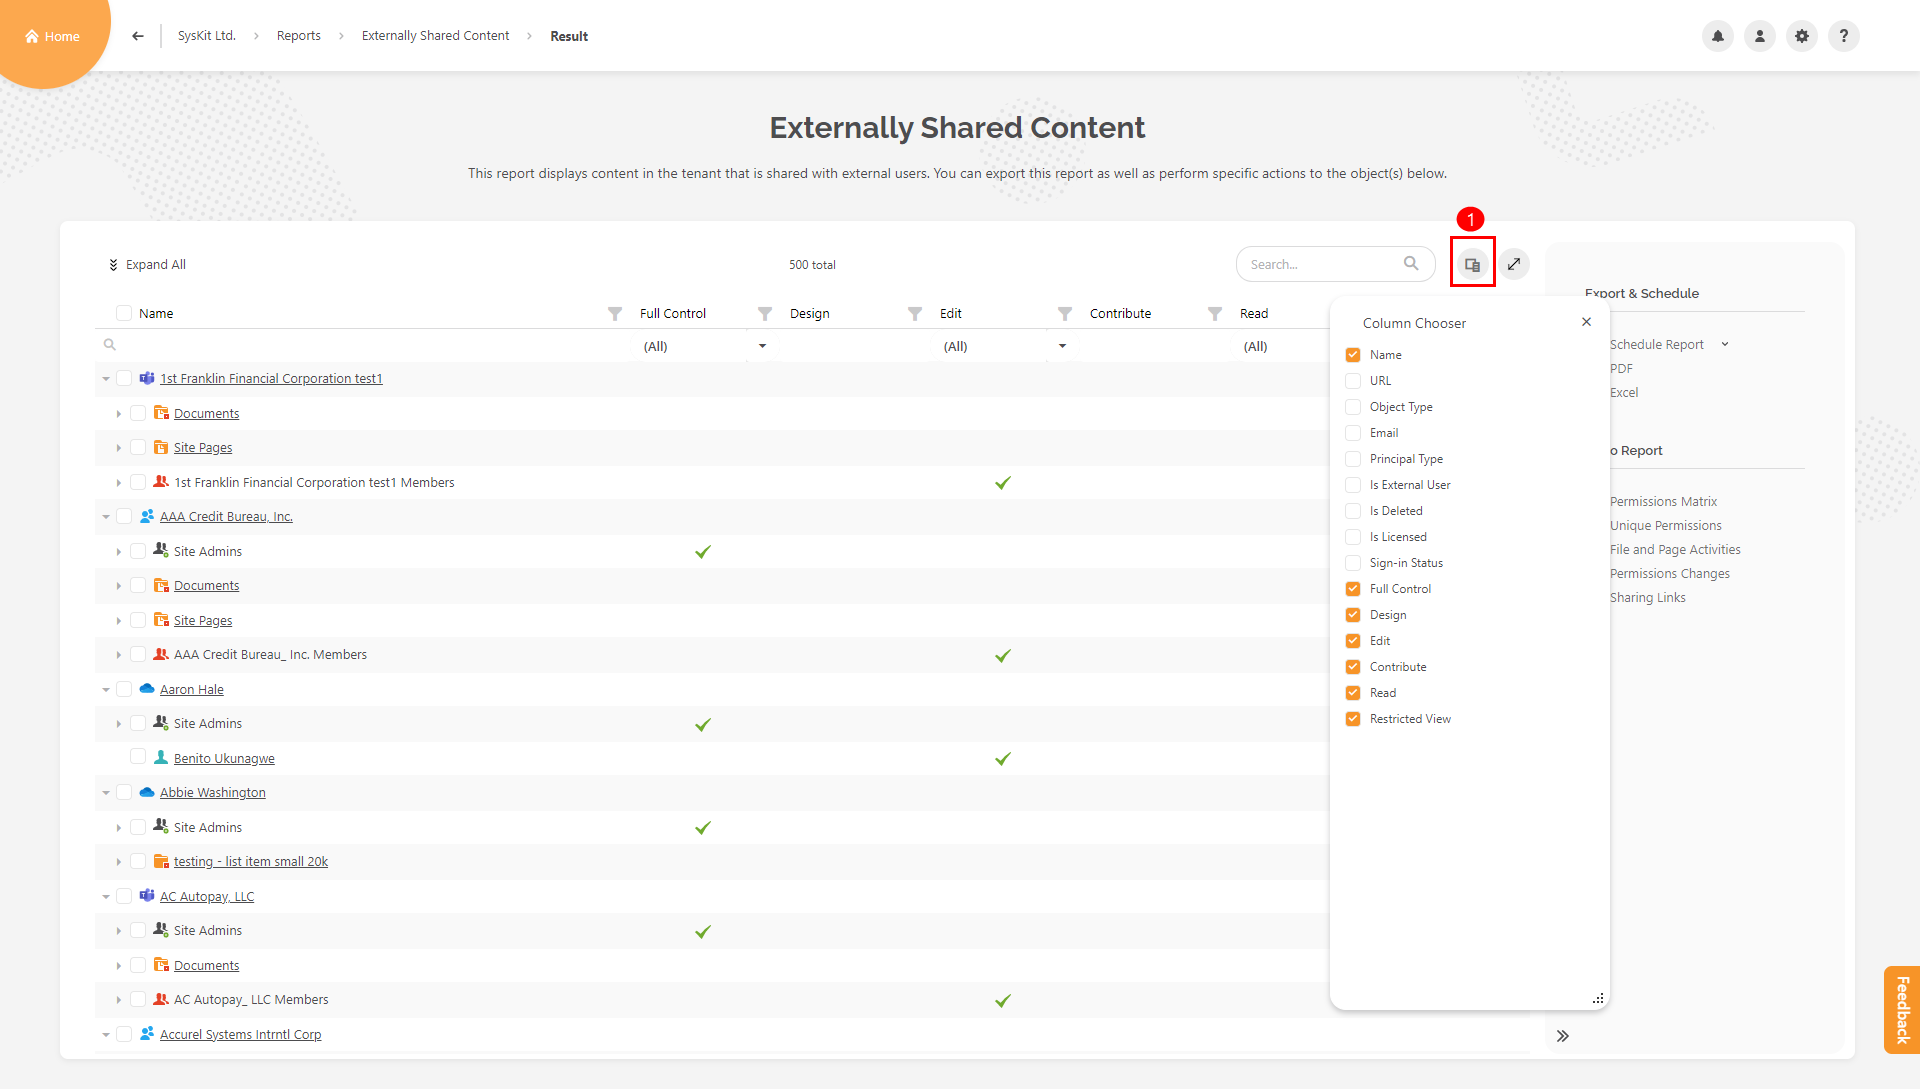 Home
SysKit Ltd. > Reports > Externally Shared Content > Result
?
Externally Shared Content
This report displays content in the tenant that is shared with external users. You can export this report as well as perform specific actions to the object(s) below.
1
Expand All
500 total
Search...
Name
Full Control
Design
Edit
Contribute
Read
(All)
(All)
(All)
1st Franklin Financial Corporation test1
Documents
Site Pages
1st Franklin Financial Corporation test1 Members
AAA Credit Bureau, Inc.
Site Admins
Documents
Site Pages
AAA Credit Bureau_ Inc. Members
Aaron Hale
Site Admins
Benito Ukunagwe
Abbie Washington
Site Admins
testing - list item small 20k
AC Autopay, LLC
Site Admins
Documents
AC Autopay_ LLC Members
Accurel Systems Intrntl Corp
Column Chooser
Name
URL
Object Type
Email
Principal Type
Is External User
Is Deleted
Is Licensed
Sign-in Status
Full Control
Design
Edit
Contribute
Read
Restricted View
Export & Schedule
Schedule Report
PDF
Excel
o Report
Permissions Matrix
Unique Permissions
File and Page Activities
Permissions Changes
Sharing Links
Feedback